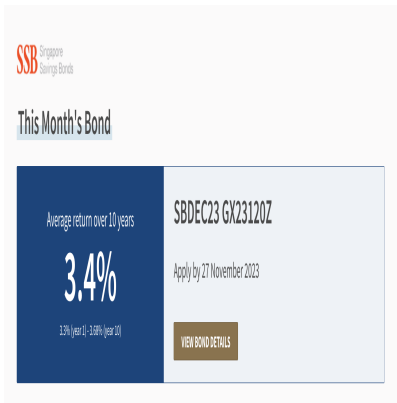 SSB Singapore
Savings Bonds
This Month's Bond
Average return over 10 years
3.4%
3.3% (year 1) - 3.68% (year 10)
SBDEC23 GX23120Z
Apply by 27 November 2023
VIEW BOND DETAILS